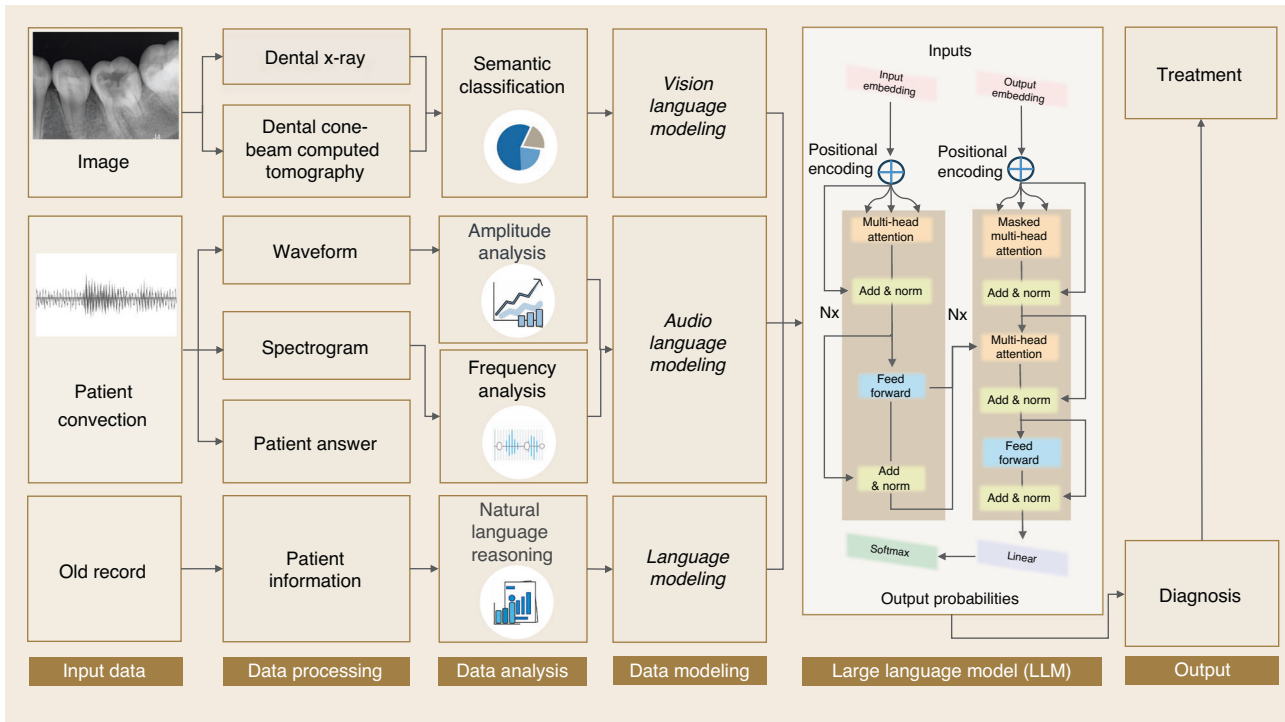 Image
Dental x-ray
Dental cone-
beam computed
tomography
Semantic
classification
Vision
language
modeling
Patient
convection
Waveform
Spectrogram
Patient answer
Amplitude
analysis
Frequency
analysis
Audio
language
modeling
Old record
Patient
information
Natural
language
reasoning
Language
modeling
Inputs
Input
embedding
Output
embedding
Positional
encoding
Positional
encoding
Multi-head
attention
Add & norm
Nx
Feed
forward
Add
& norm
Masked
multi-head
attention
Add & norm
Nx
Multi-head
attention
Add & norm
Feed
forward
Add & norm
Softmax
Linear
Output probabilities
Treatment
Diagnosis
Input data
Data processing
Data analysis
Data modeling
Large language model (LLM)
Output